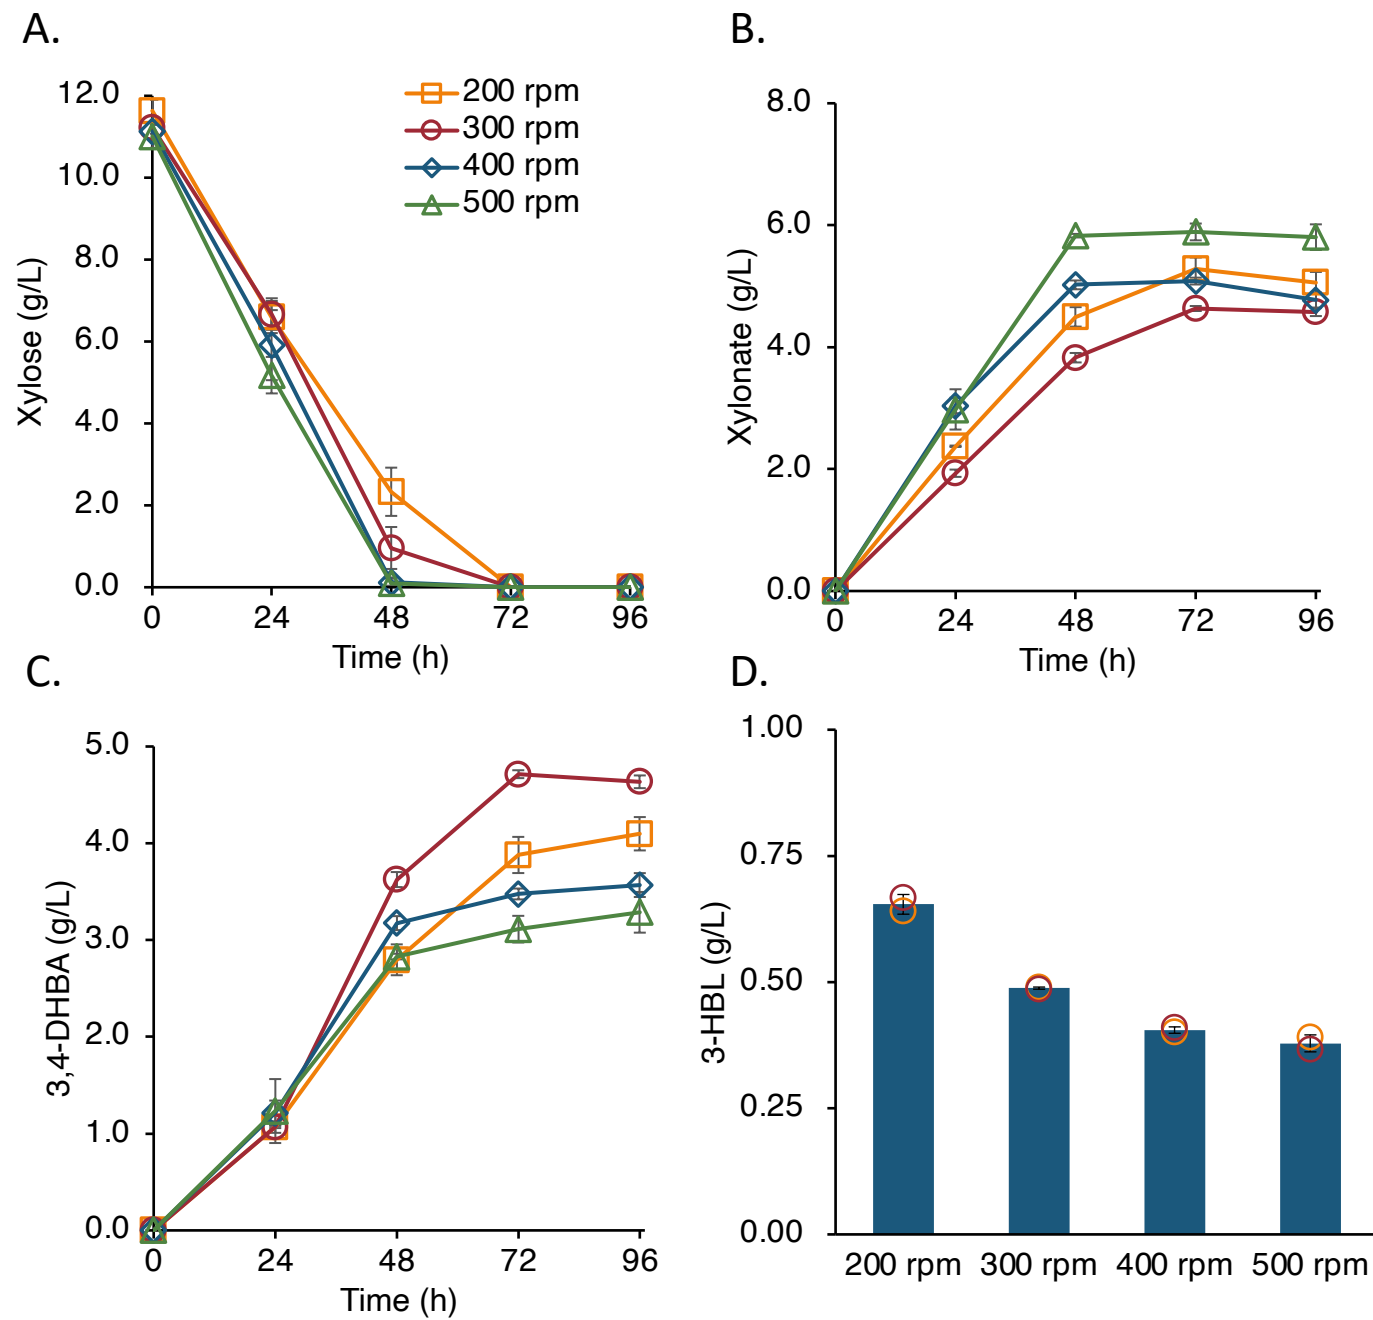 A.
12.0
10.0
8.0
6.0
4.0
2.0
0.0
Xylose (g/L)
0 24 48 72 96
Time (h)
200 rpm
300 rpm
400 rpm
500 rpm
B.
8.0
6.0
4.0
2.0
0.0
Xylonate (g/L)
0 24 48 72 96
Time (h)
C.
5.0
4.0
3.0
2.0
1.0
0.0
3,4-DHBA (g/L)
0 24 48 72 96
Time (h)
D.
1.00
0.75
0.50
0.25
0.00
3-HBL (g/L)
200 rpm 300 rpm 400 rpm 500 rpm